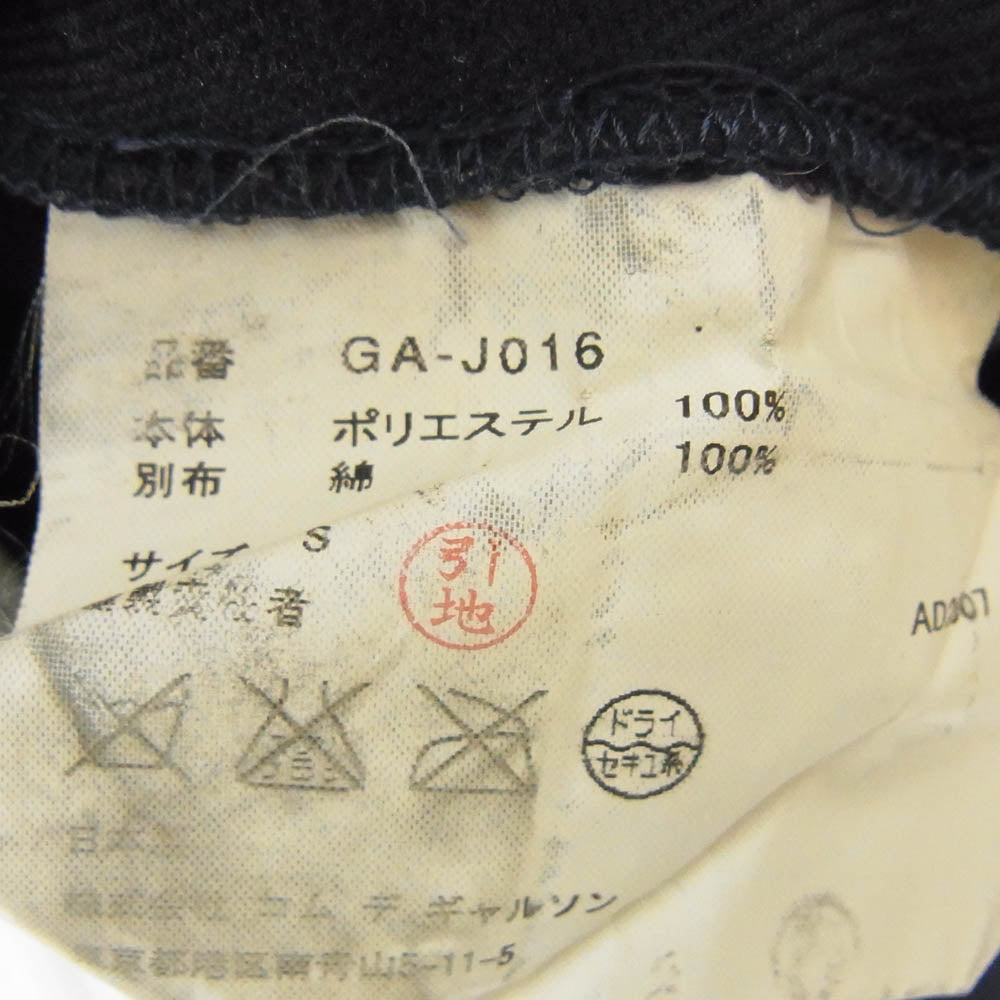 品番 GA-J016
本体 ポリエステル 100%
別布 綿 100%
サイズ S
者
引地
AD2007
ドライ
セキユ系
日本
株式会社 コム デ ギャルソン
東京都港区南青山5-11-5